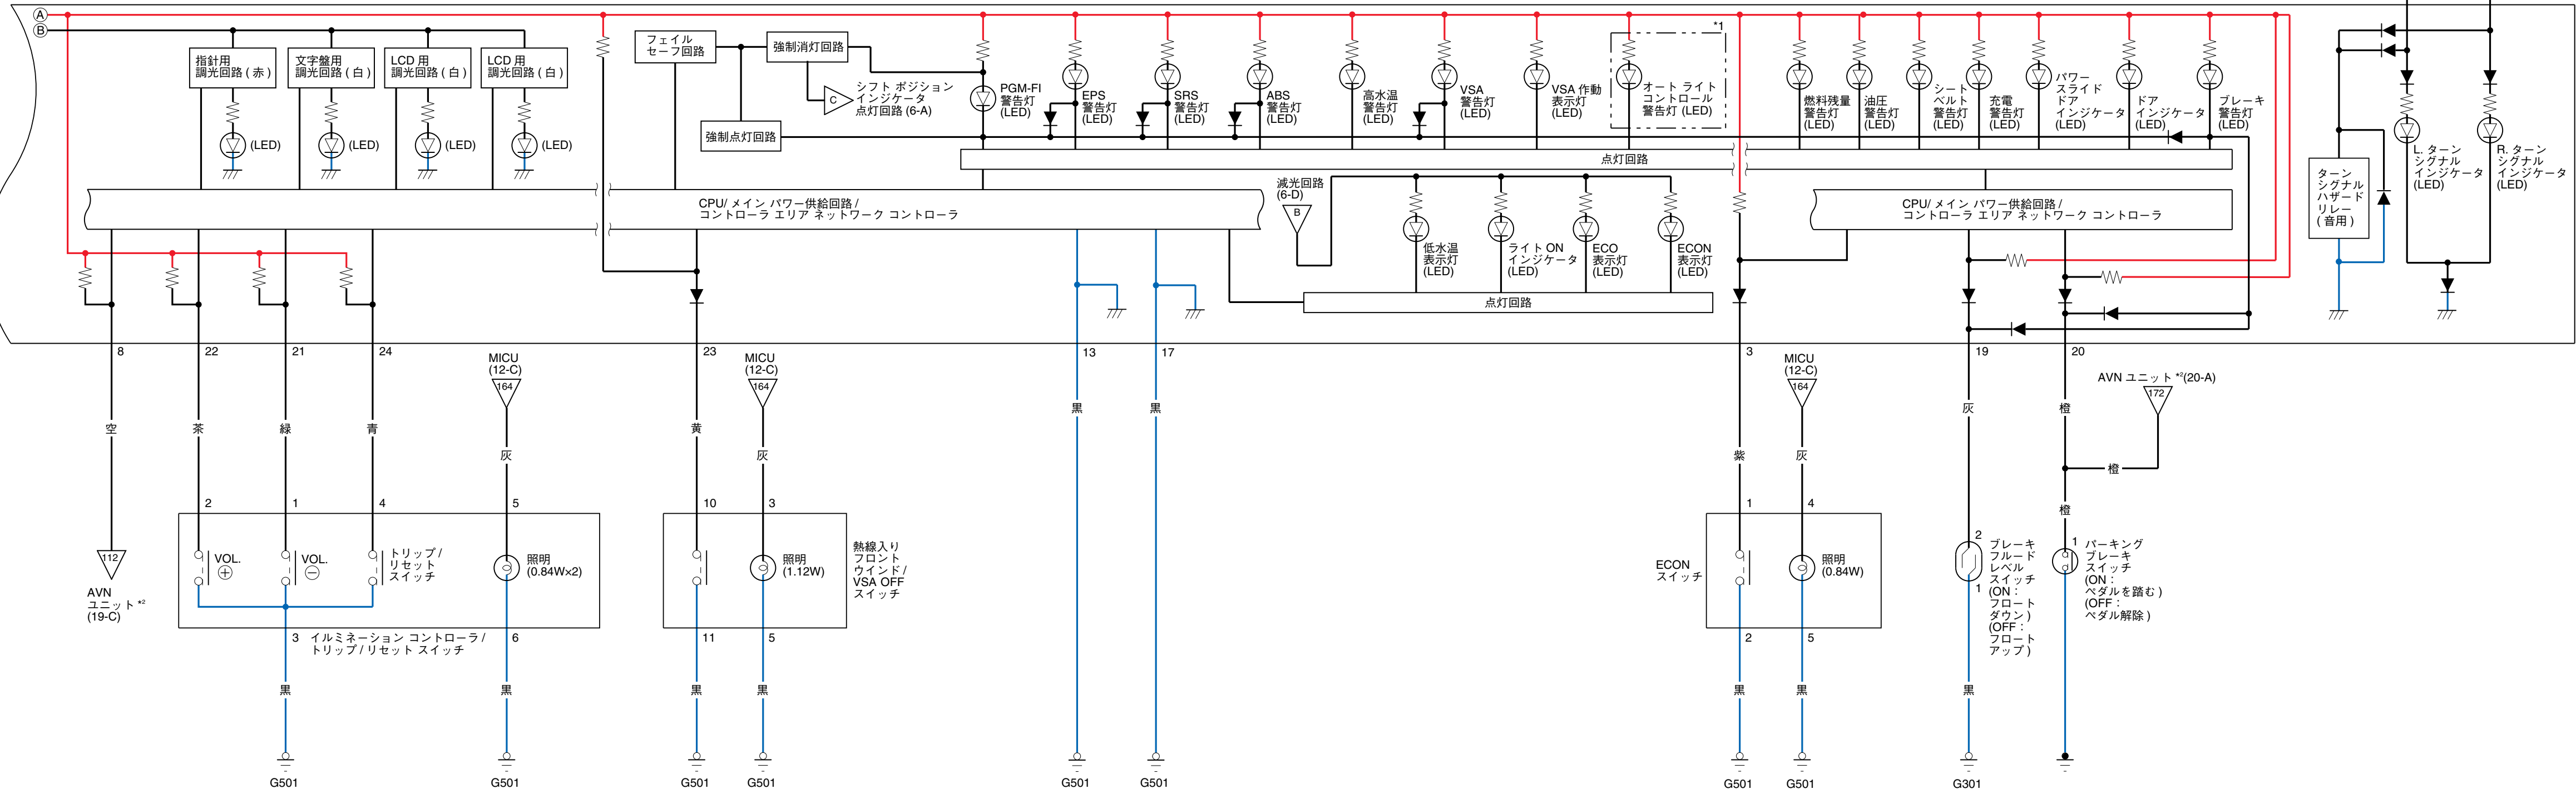 A
B
指針用
調光回路 ( 赤 )
文字盤用
調光回路 ( 白 )
LCD 用
調光回路 ( 白 )
LCD 用
調光回路 ( 白 )
(LED)
(LED)
(LED)
(LED)
フェイル
セーフ回路
強制消灯回路
C
シフト ポジション
インジケータ
点灯回路 (6-A)
強制点灯回路
PGM-FI
警告灯
(LED)
EPS
警告灯
(LED)
SRS
警告灯
(LED)
ABS
警告灯
(LED)
高水温
警告灯
(LED)
VSA
警告灯
(LED)
VSA 作動
表示灯
(LED)
*1
オート ライト
コントロール
警告灯 (LED)
燃料残量
警告灯
(LED)
油圧
警告灯
(LED)
シート
ベルト
警告灯
(LED)
充電
警告灯
(LED)
パワー
スライド
ドア
インジケータ
(LED)
ドア
インジケータ
(LED)
ブレーキ
警告灯
(LED)
点灯回路
ターン
シグナル
ハザード
リレー
( 音用 )
L. ターン
シグナル
インジケータ
(LED)
R. ターン
シグナル
インジケータ
(LED)
CPU/ メイン パワー供給回路 /
コントローラ エリア ネットワーク コントローラ
減光回路
(6-D)
B
低水温
表示灯
(LED)
ライト ON
インジケータ
(LED)
ECO
表示灯
(LED)
ECON
表示灯
(LED)
点灯回路
CPU/ メイン パワー供給回路 /
コントローラ エリア ネットワーク コントローラ
8
22
21
24
23
13
17
3
19
20
MICU
(12-C)
164
MICU
(12-C)
164
MICU
(12-C)
164
AVN ユニット *2(20-A)
172
空
茶
緑
青
灰
黄
灰
黒
黒
紫
灰
灰
橙
橙
橙
112
AVN
ユニット *2
(19-C)
2
1
4
5
VOL.
+
VOL.
−
トリップ /
リセット
スイッチ
照明
(0.84W×2)
3
イルミネーション コントローラ /
トリップ / リセット スイッチ
6
10
3
照明
(1.12W)
熱線入り
フロント
ウインド /
VSA OFF
スイッチ
11
5
1
4
ECON
スイッチ
照明
(0.84W)
2
5
2
1
ブレーキ
フルード
レベル
スイッチ
(ON :
フロート
ダウン )
(OFF :
フロート
アップ )
1
パーキング
ブレーキ
スイッチ
(ON :
ペダルを踏む )
(OFF :
ペダル解除 )
黒
黒
黒
黒
黒
黒
黒
G501
G501
G501
G501
G501
G501
G501
G501
G301